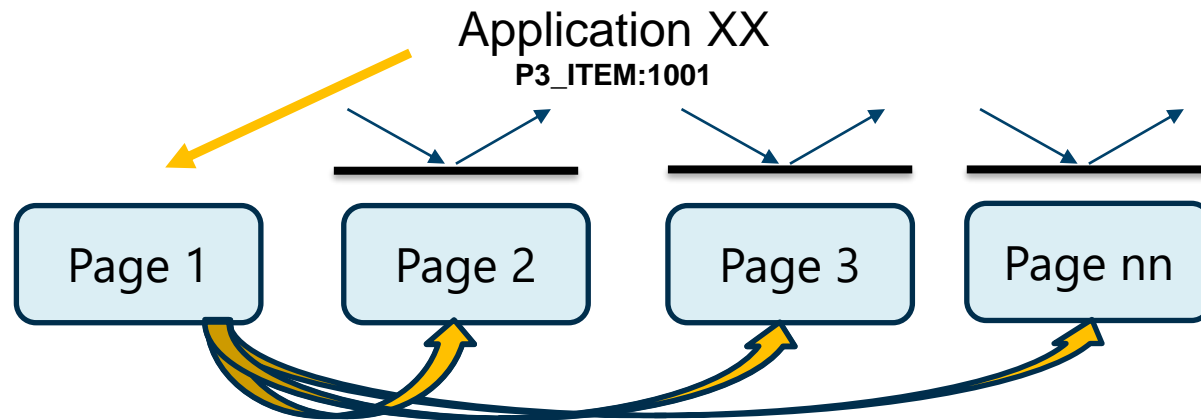 Application XX
P3_ITEM:1001
Page 1
Page 2
Page 3
Page nn